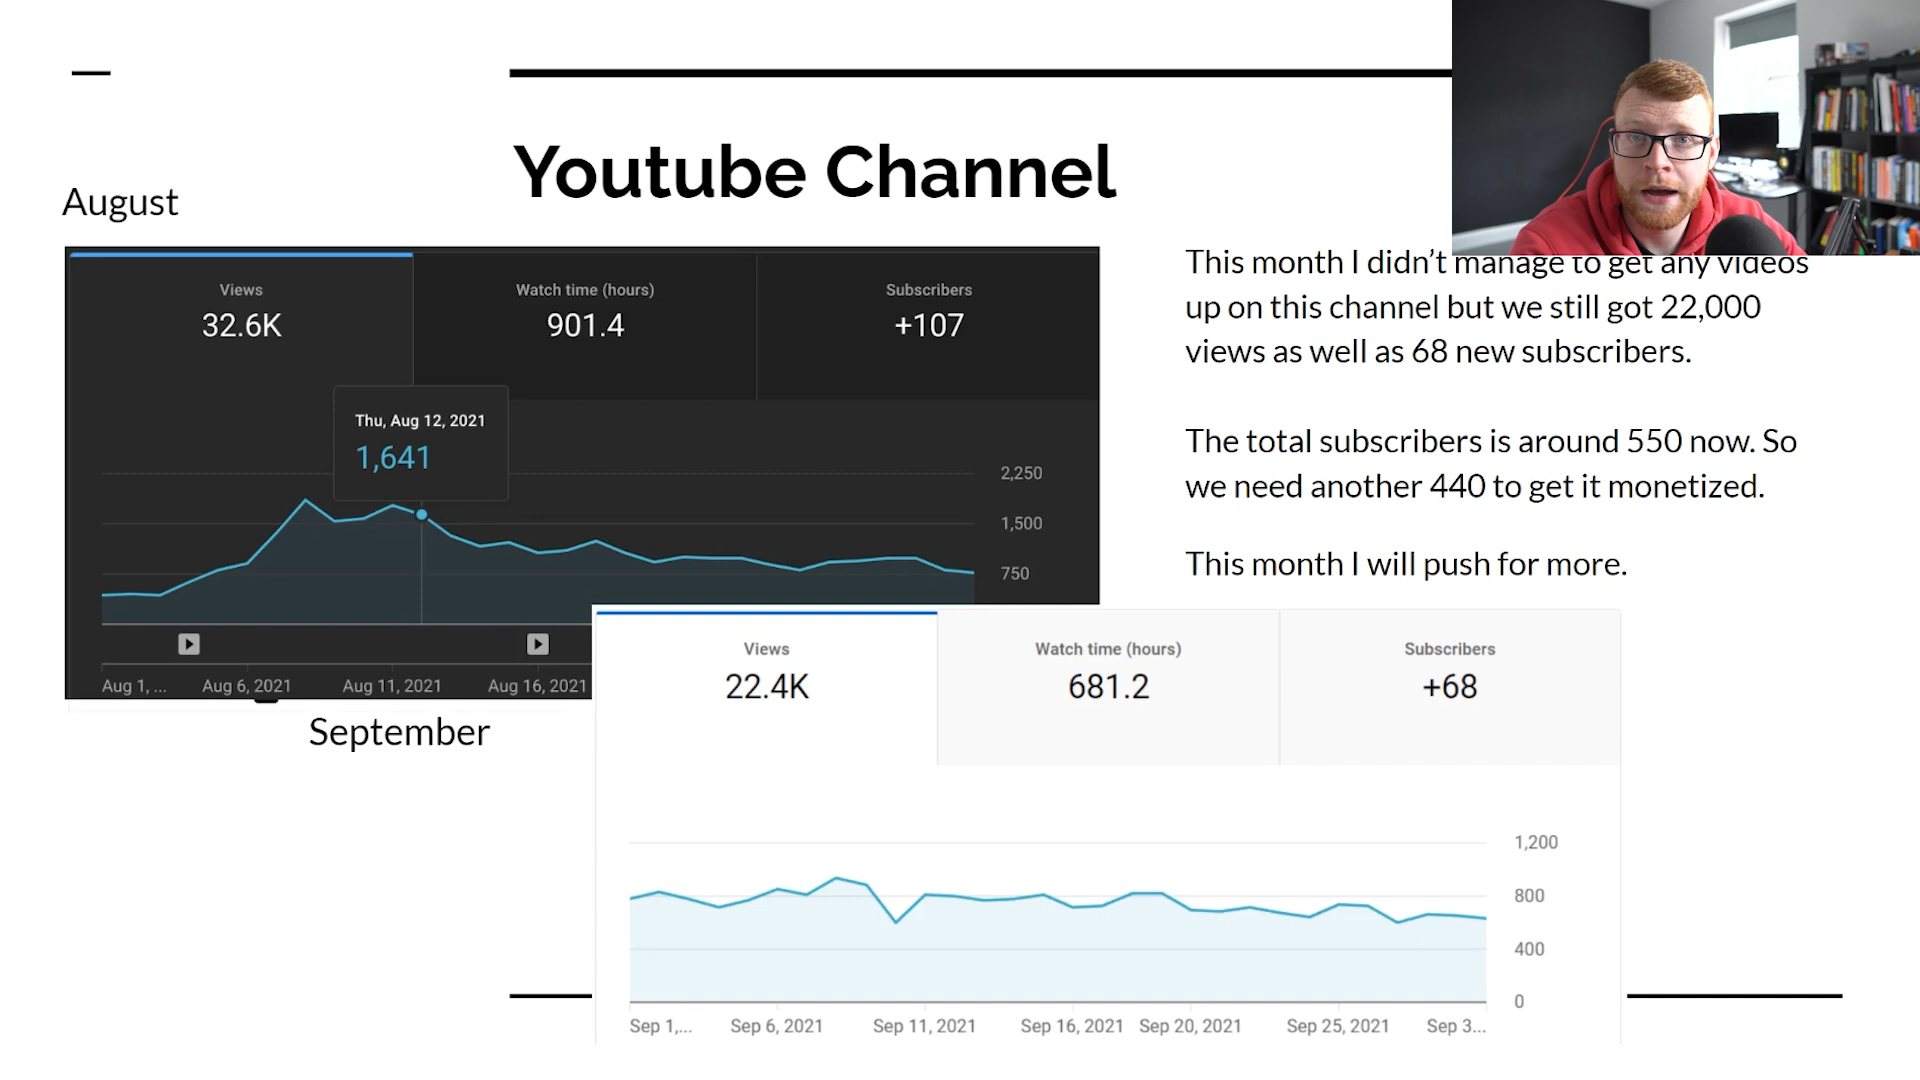 Youtube Channel
August
Views
32.6K
Watch time (hours)
901.4
Subscribers
+107
Thu, Aug 12, 2021
1,641
2,250
1,500
750
Aug 1, ...
Aug 6, 2021
Aug 11, 2021
Aug 16, 2021
This month I didn't manage to get any videos
up on this channel but we still got 22,000
views as well as 68 new subscribers.
The total subscribers is around 550 now. So
we need another 440 to get it monetized.
This month I will push for more.
September
Views
22.4K
Watch time (hours)
681.2
Subscribers
+68
1,200
800
400
0
Sep 1,...
Sep 6, 2021
Sep 11, 2021
Sep 16, 2021
Sep 20, 2021
Sep 25, 2021
Sep 3...